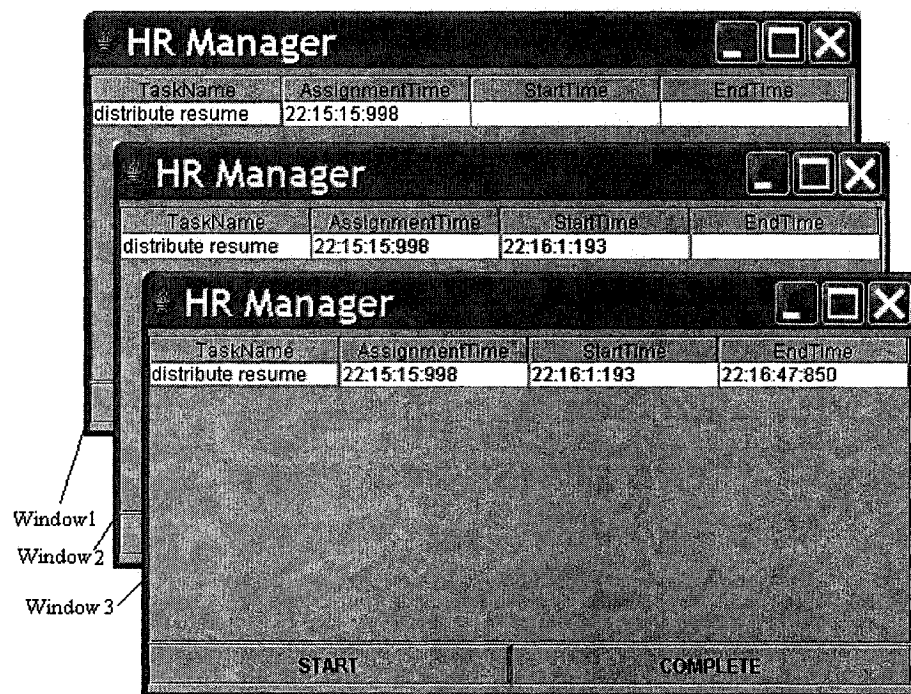 HR Manager
TaskName AssignmentTime StartTime EndTime
distribute resume 22:15:15:998
HR Manager
TaskName AssignmentTime StartTime EndTime
distribute resume 22:15:15:998 22:16:1:193
HR Manager
TaskName AssignmentTime StartTime EndTime
distribute resume 22:15:15:998 22:16:1:193 22:16:47:850
Window1
Window2
Window 3
START COMPLETE